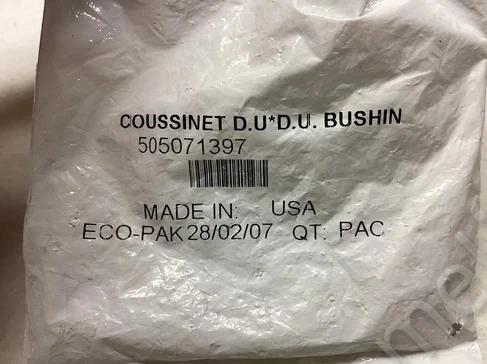 COUSSINET D.U*D.U. BUSHIN
505071397
MADE IN: USA
ECO-PAK 28/02/07 QT: PAC